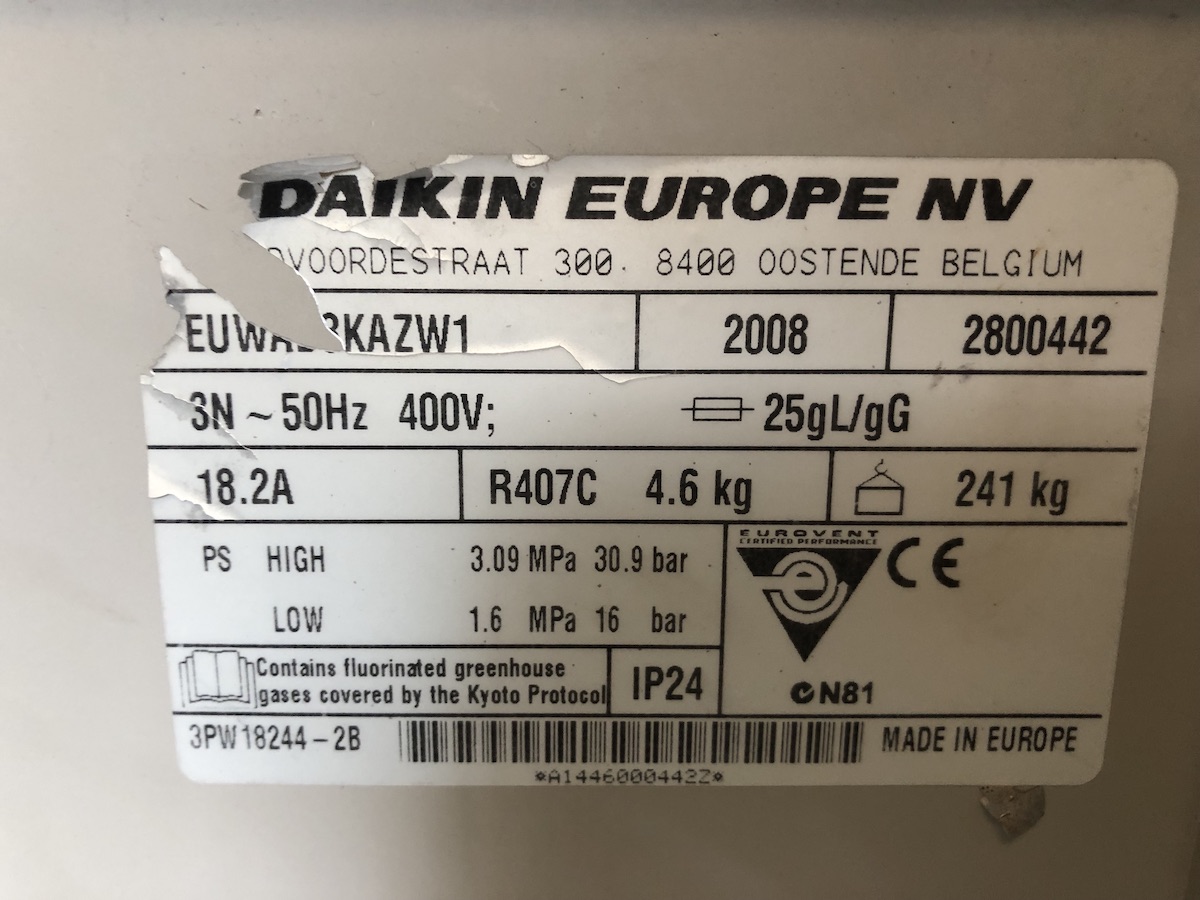 DAIKIN EUROPE NV
VOORDESTRAAT 300. 8400 OOSTENDE BELGIUM
2008 2800442
3N ~ 50Hz 400V; 25gL/gG
18.2A R407C 4.6 kg 241 kg
PS HIGH 3.09 MPa 30.9 bar
LOW 1.6 MPa 16 bar
EUROVENT
CERTIFIED PERFORMANCE
CE
Contains fluorinated greenhouse
gases covered by the Kyoto Protocol
IP24
N81
3PW18244-2B MADE IN EUROPE
*A1446000442Z*